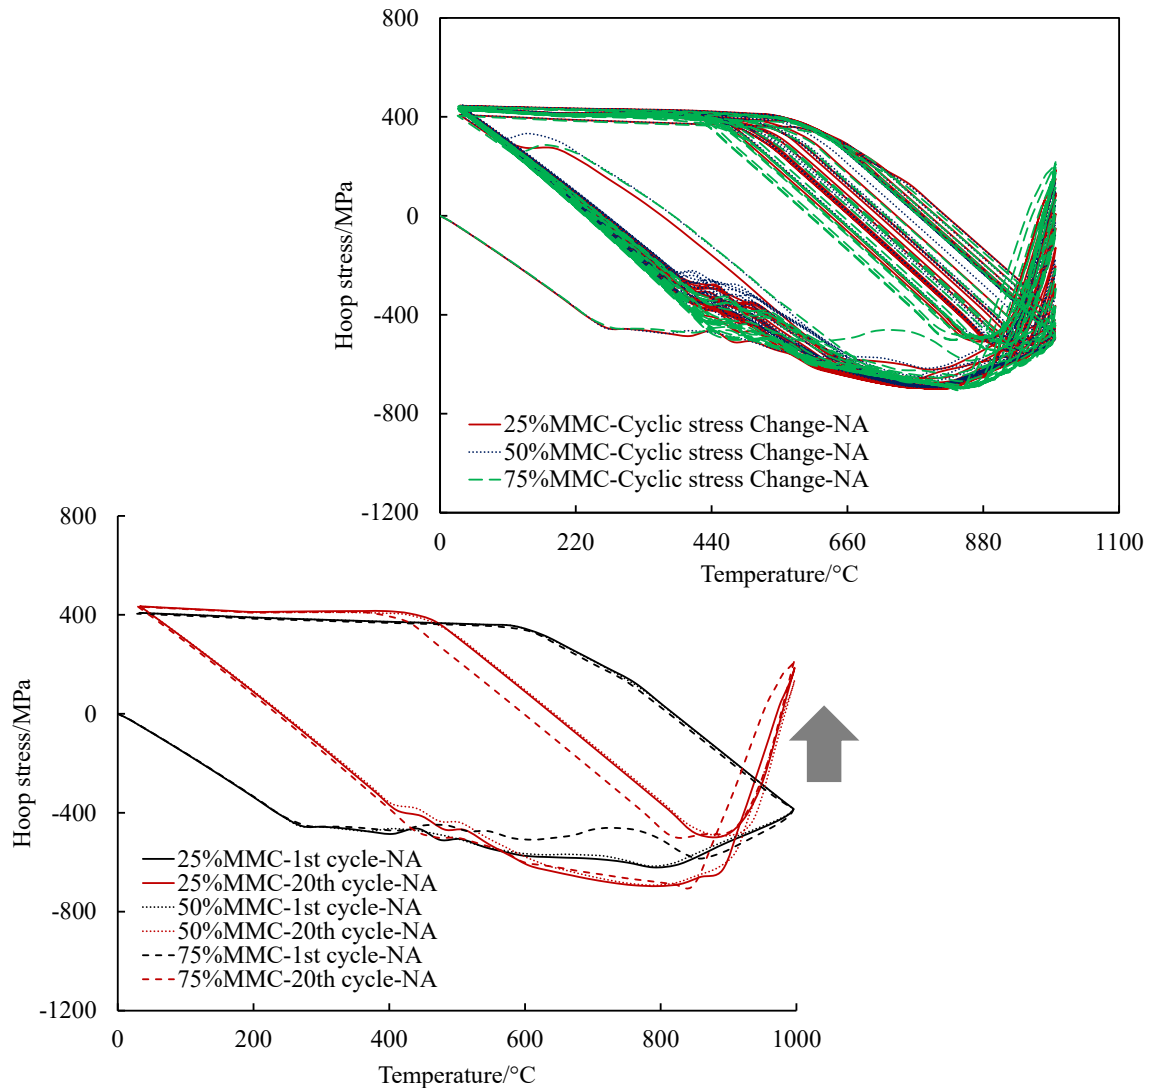 800
400
0
-400
-800
-1200
Hoop stress/MPa
25%MMC-Cyclic stress Change-NA
50%MMC-Cyclic stress Change-NA
75%MMC-Cyclic stress Change-NA
0 220 440 660 880 1100
Temperature/°C
800
400
0
-400
-800
-1200
Hoop stress/MPa
25%MMC-1st cycle-NA
25%MMC-20th cycle-NA
50%MMC-1st cycle-NA
50%MMC-20th cycle-NA
75%MMC-1st cycle-NA
75%MMC-20th cycle-NA
0 200 400 600 800 1000
Temperature/°C